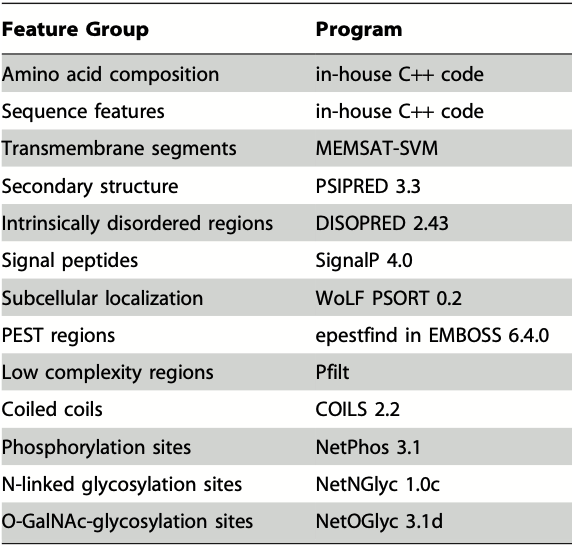 Feature Group Program
Amino acid composition in-house C++ code
Sequence features in-house C++ code
Transmembrane segments MEMSAT-SVM
Secondary structure PSIPRED 3.3
Intrinsically disordered regions DISOPRED 2.43
Signal peptides SignalP 4.0
Subcellular localization WoLF PSORT 0.2
PEST regions epestfind in EMBOSS 6.4.0
Low complexity regions Pfilt
Coiled coils COILS 2.2
Phosphorylation sites NetPhos 3.1
N-linked glycosylation sites NetNGlyc 1.0c
O-GalNAc-glycosylation sites NetOGlyc 3.1d